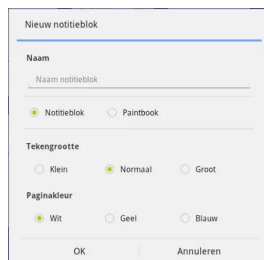 Nieuw notitieblok
Naam
Naam notitieblok
Notitieblok Paintbook
Tekengrootte
Klein Normaal Groot
Paginakleur
Wit Geel Blauw
OK Annuleren